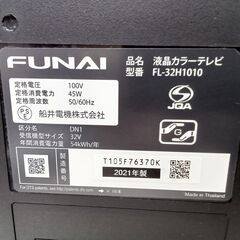 FUNAI
品名 液晶カラーテレビ
形名 FL-32H1010
定格電圧 100V
定格消費電力 45W
定格周波数 50/60Hz
PSE
船井電機株式会社
JQA
区分名 DN1
受信機型サイズ 32V
年間消費電力量 54kWh/年
G
T105F76370K
2021年製
Made in Thailand